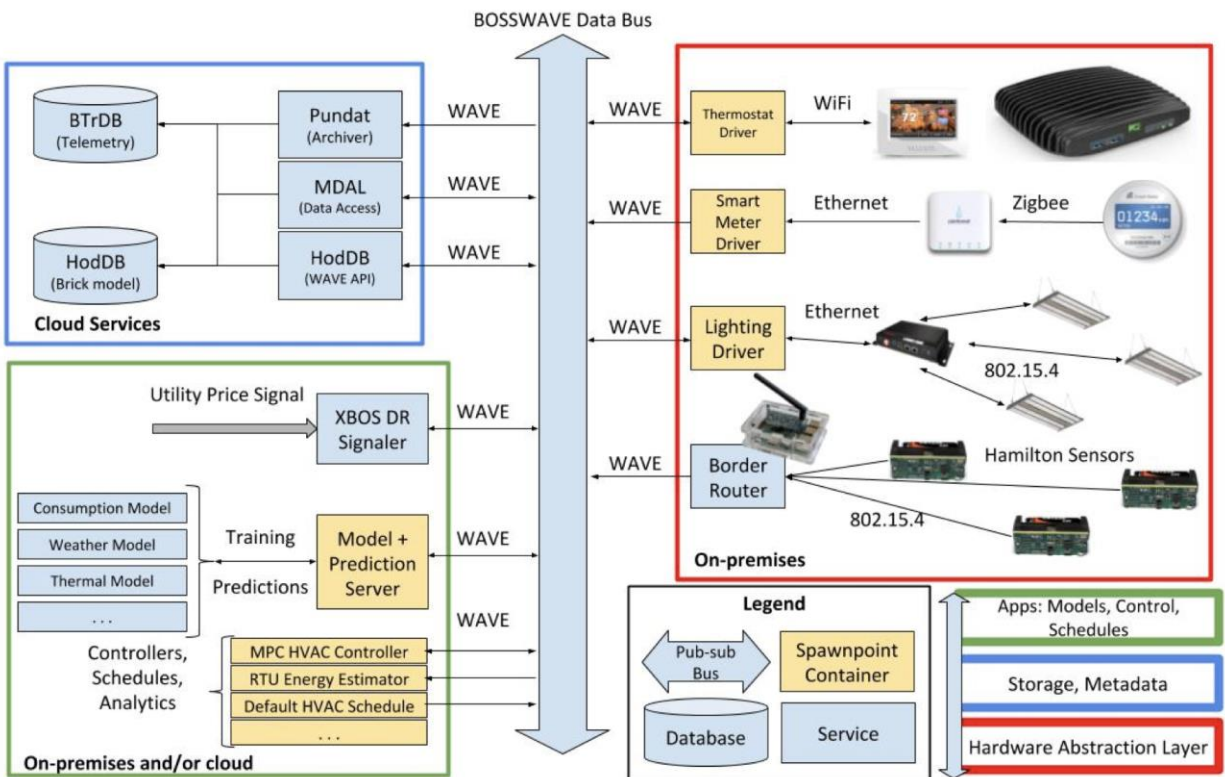 BOSSWAVE Data Bus
BTrDB
(Telemetry)
Pundat
(Archiver)
WAVE
MDAL
(Data Access)
WAVE
HodDB
(Brick model)
HodDB
(WAVE API)
WAVE
Cloud Services
WAVE
Thermostat
Driver
WiFi
72
WAVE
Smart
Meter
Driver
Ethernet
Zigbee
01234
WAVE
Lighting
Driver
Ethernet
802.15.4
WAVE
Border
Router
Hamilton Sensors
802.15.4
On-premises
Utility Price Signal
XBOS DR
Signaler
WAVE
Consumption Model
Weather Model
Thermal Model
. . .
Training
Predictions
Model +
Prediction
Server
WAVE
WAVE
Controllers,
Schedules,
Analytics
MPC HVAC Controller
RTU Energy Estimator
Default HVAC Schedule
. . .
On-premises and/or cloud
Legend
Pub-sub
Bus
Spawnpoint
Container
Database
Service
Apps: Models, Control,
Schedules
Storage, Metadata
Hardware Abstraction Layer